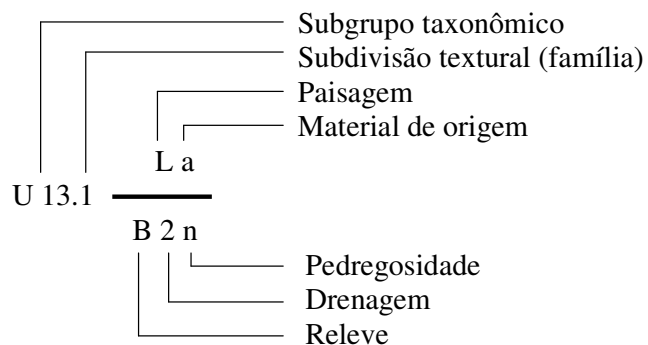 Subgrupo taxonômico
Subdivisão textural (família)
Paisagem
Material de origem
L a
U 13.1
B 2 n
Pedregosidade
Drenagem
Releve